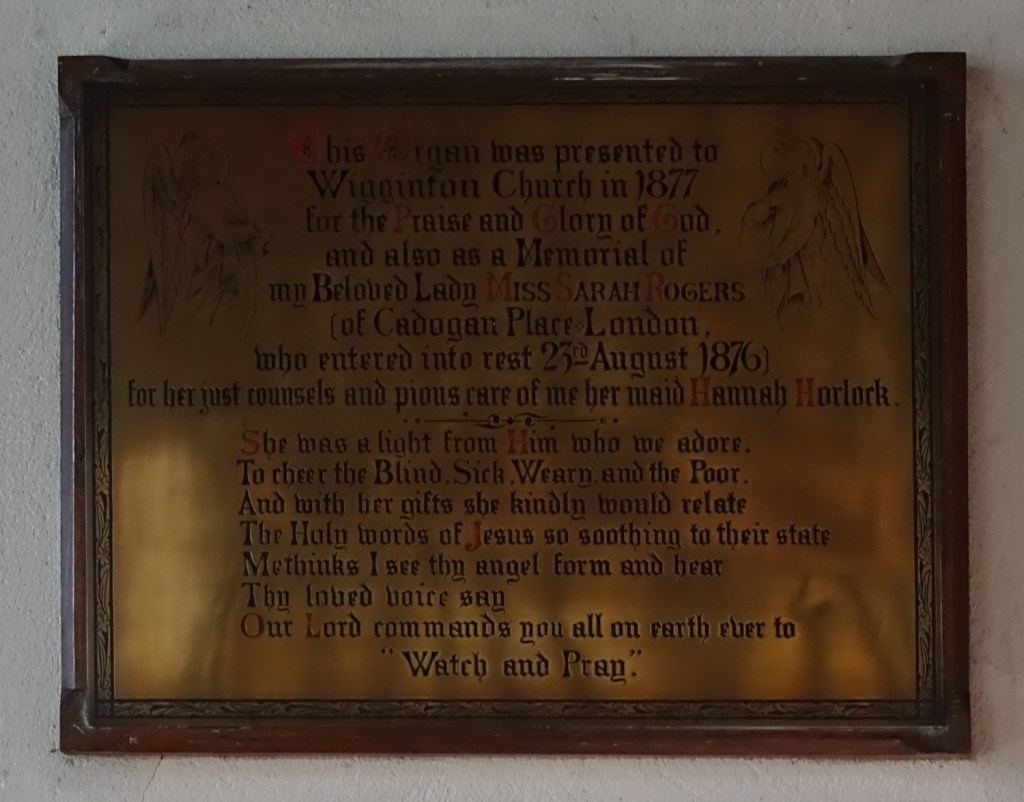 This Organ was presented to
Wigginton Church in 1877
for the Praise and Glory of God,
and also as a Memorial of
my Beloved Lady MISS SARAH ROGERS
(of Cadogan Place London,
who entered into rest 23rd August 1876)
for her just counsels and pious care of me her maid Hannah Horlock.
She was a light from Him who we adore.
To cheer the Blind, Sick, Weary, and the Poor.
And with her gifts she kindly would relate
The Holy words of Jesus so soothing to their state
Methinks I see thy angel form and hear
Thy loved voice say
Our Lord commands you all on earth ever to
"Watch and Pray."